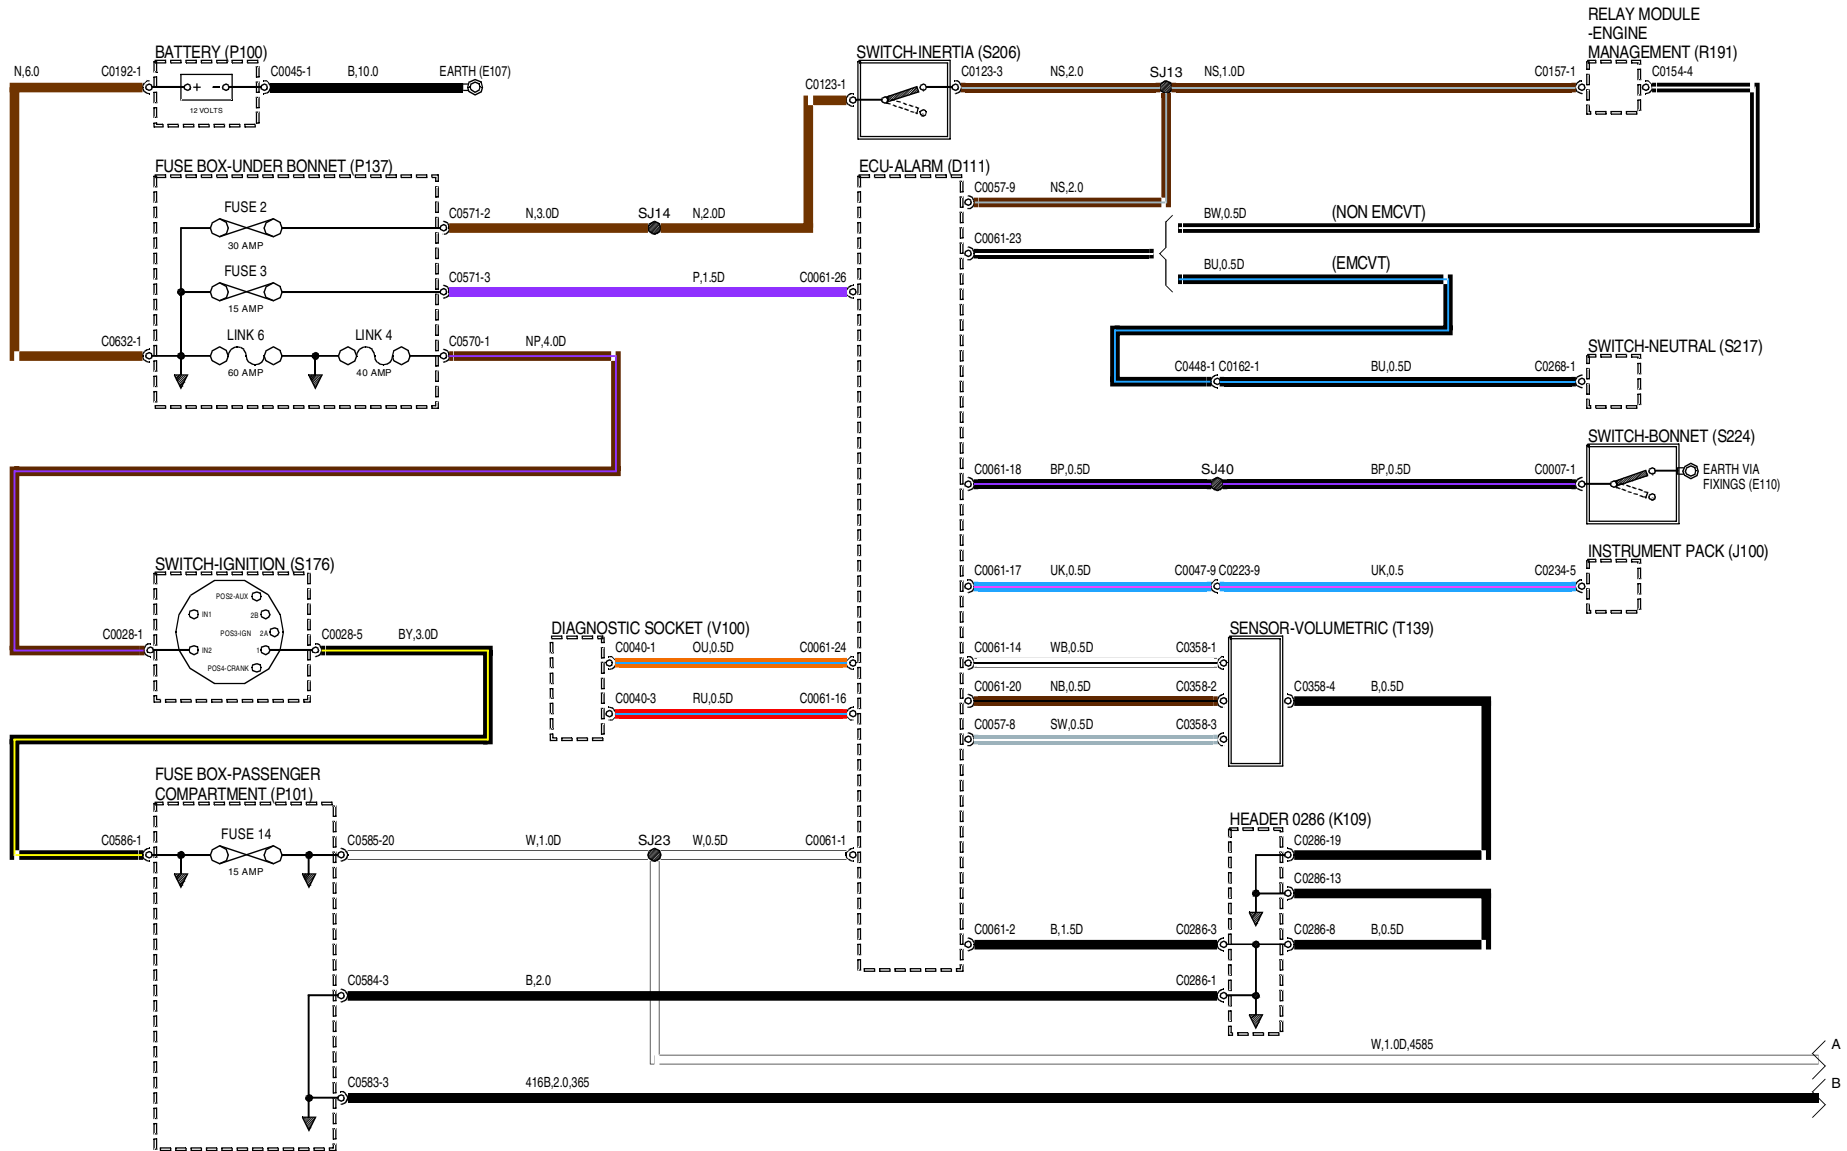 RELAY MODULE
-ENGINE
MANAGEMENT (R191)
BATTERY (P100)
SWITCH-INERTIA (S206)
N,6.0
C0192-1
C0045-1
B,10.0
EARTH (E107)
+
-
12 VOLTS
C0123-1
C0123-3
NS,2.0
SJ13
NS,1.0D
C0157-1
C0154-4
FUSE BOX-UNDER BONNET (P137)
ECU-ALARM (D111)
C0057-9
NS,2.0
FUSE 2
30 AMP
C0571-2
N,3.0D
SJ14
N,2.0D
BW,0.5D
(NON EMCVT)
C0061-23
BU,0.5D
(EMCVT)
FUSE 3
15 AMP
C0571-3
P,1.5D
C0061-26
LINK 6
60 AMP
LINK 4
40 AMP
C0632-1
C0570-1
NP,4.0D
SWITCH-NEUTRAL (S217)
C0448-1
C0162-1
BU,0.5D
C0268-1
SWITCH-BONNET (S224)
C0061-18
BP,0.5D
SJ40
BP,0.5D
C0007-1
EARTH VIA
FIXINGS (E110)
INSTRUMENT PACK (J100)
C0061-17
UK,0.5D
C0047-9
C0223-9
UK,0.5
C0234-5
SWITCH-IGNITION (S176)
POS2-AUX
IN1
2B
POS3-IGN
2A
IN2
1
POS4-CRANK
C0028-1
C0028-5
BY,3.0D
DIAGNOSTIC SOCKET (V100)
C0040-1
OU,0.5D
C0061-24
C0040-3
RU,0.5D
C0061-16
SENSOR-VOLUMETRIC (T139)
C0061-14
WB,0.5D
C0358-1
C0061-20
NB,0.5D
C0358-2
C0358-4
B,0.5D
C0057-8
SW,0.5D
C0358-3
FUSE BOX-PASSENGER
COMPARTMENT (P101)
C0586-1
FUSE 14
15 AMP
C0585-20
W,1.0D
SJ23
W,0.5D
C0061-1
HEADER 0286 (K109)
C0286-19
C0286-13
C0061-2
B,1.5D
C0286-3
C0286-8
B,0.5D
C0584-3
B,2.0
C0286-1
W,1.0D,4585
A
C0583-3
416B,2.0,365
B